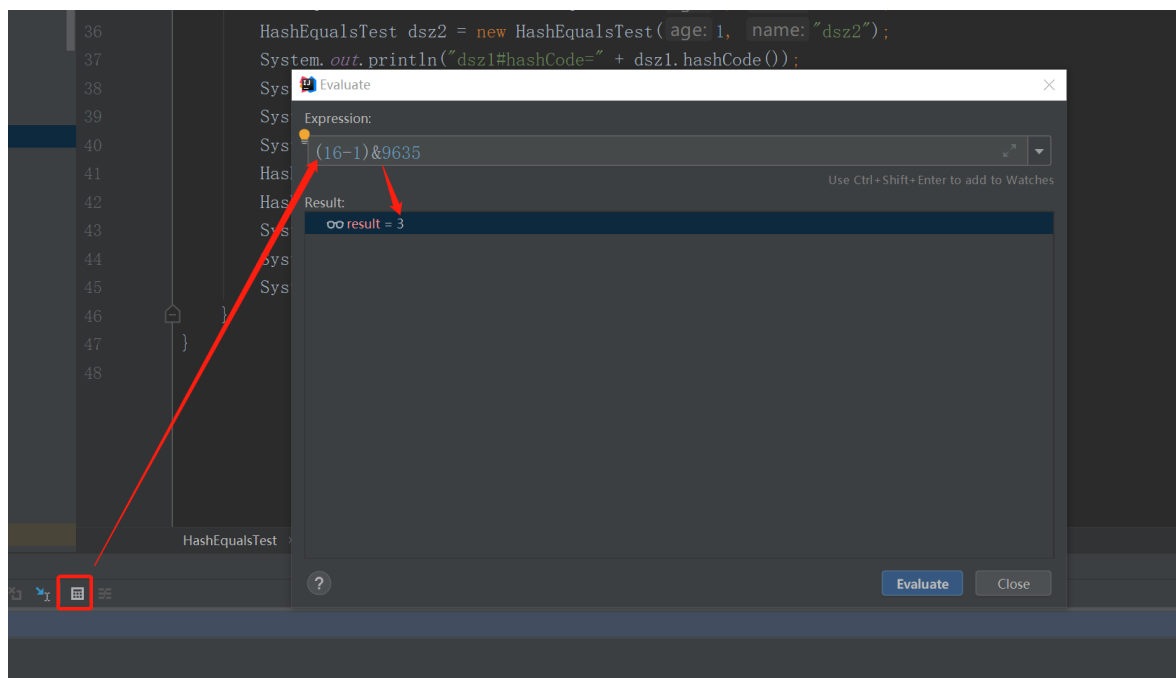 36 HashEqualsTest dsz2 = new HashEqualsTest( age: 1, name: "dsz2");
37 System.out.println("dsz1#hashCode=" + dsz1.hashCode());
Evaluate
38 Sys
39 Sys
Expression:
40 Sys
(16-1)&9635
41 Has
Use Ctrl+Shift+Enter to add to Watches
42 Has
Result:
43 Sys
result = 3
44 Sys
45 Sys
46 }
47 }
48
HashEqualsTest
?
Evaluate
Close